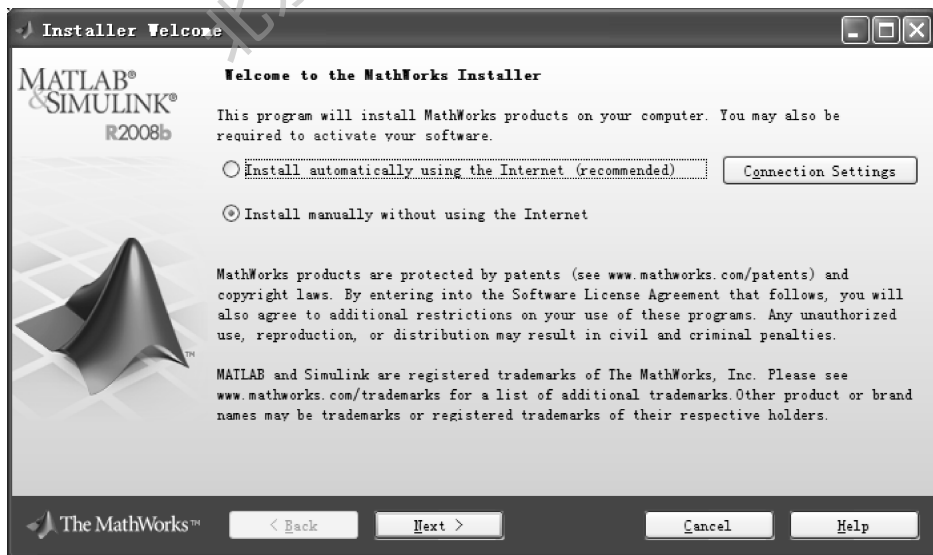 Installer Welcome
MATLAB®
&SIMULINK®
R2008b
Welcome to the MathWorks Installer
This program will install MathWorks products on your computer. You may also be
required to activate your software.
Install automatically using the Internet (recommended)
Connection Settings
Install manually without using the Internet
MathWorks products are protected by patents (see www.mathworks.com/patents) and
copyright laws. By entering into the Software License Agreement that follows, you will
also agree to additional restrictions on your use of these programs. Any unauthorized
use, reproduction, or distribution may result in civil and criminal penalties.
TM
MATLAB and Simulink are registered trademarks of The MathWorks, Inc. Please see
www.mathworks.com/trademarks for a list of additional trademarks.Other product or brand
names may be trademarks or registered trademarks of their respective holders.
The MathWorks™
< Back
Next >
Cancel
Help